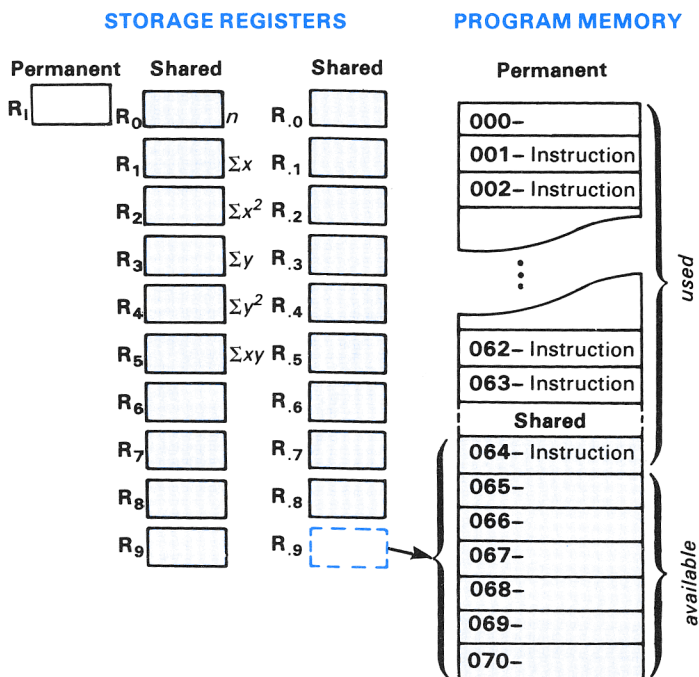 STORAGE REGISTERS
PROGRAM MEMORY
Permanent Shared Shared
R_I R_0 n R_.0
R_1 Σx R_.1
R_2 Σx² R_.2
R_3 Σy R_.3
R_4 Σy² R_.4
R_5 Σxy R_.5
R_6 R_.6
R_7 R_.7
R_8 R_.8
R_9 R_.9
Permanent
000–
001– Instruction
002– Instruction
⋮
062– Instruction
063– Instruction
Shared
064– Instruction
065–
066–
067–
068–
069–
070–
used
available